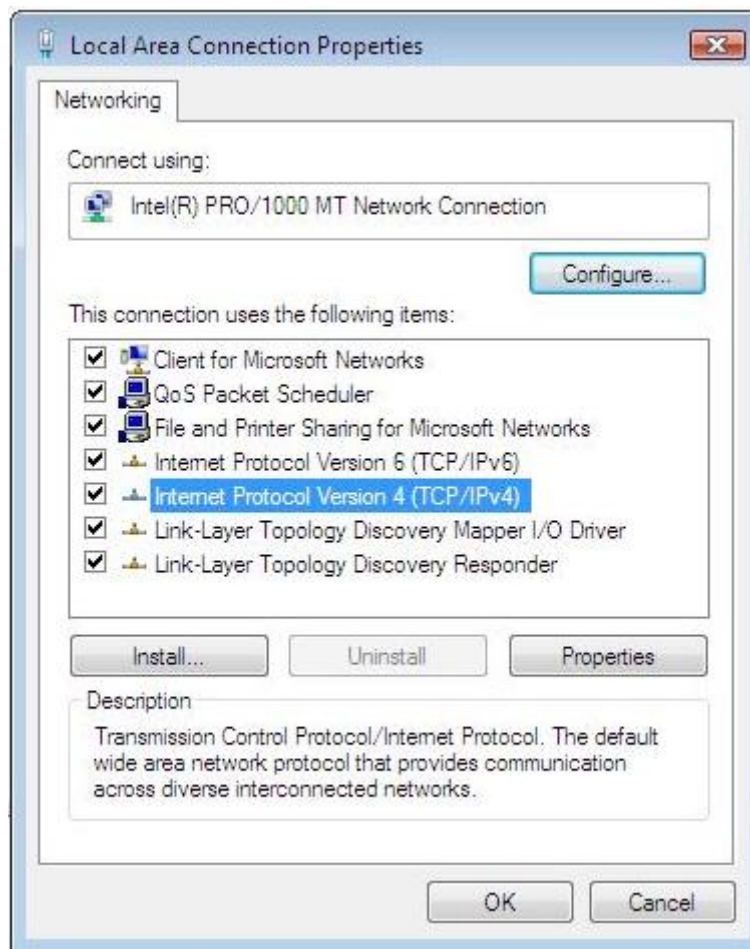 Local Area Connection Properties
Networking
Connect using:
Intel(R) PRO/1000 MT Network Connection
Configure...
This connection uses the following items:
Client for Microsoft Networks
QoS Packet Scheduler
File and Printer Sharing for Microsoft Networks
Internet Protocol Version 6 (TCP/IPv6)
Internet Protocol Version 4 (TCP/IPv4)
Link-Layer Topology Discovery Mapper I/O Driver
Link-Layer Topology Discovery Responder
Install...
Uninstall
Properties
Description
Transmission Control Protocol/Internet Protocol. The default
wide area network protocol that provides communication
across diverse interconnected networks.
OK
Cancel